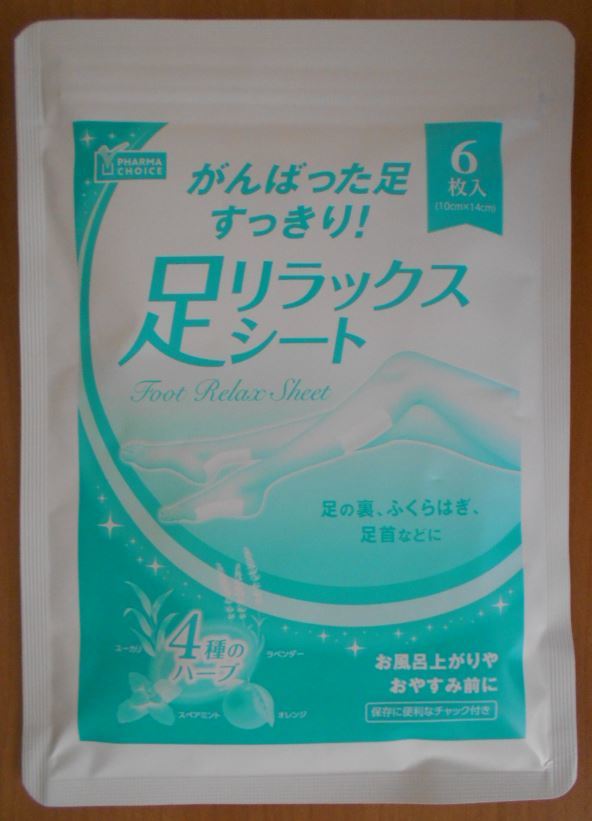 PHARMA
CHOICE
6
枚入
(10cm×14cm)
がんばった足
すっきり!
足リラックス
シート
Foot Relax Sheet
足の裏、ふくらはぎ、
足首などに
4種の
ハーブ
ユーカリ
ラベンダー
スペアミント
オレンジ
お風呂上がりや
おやすみ前に
保存に便利なチャック付き